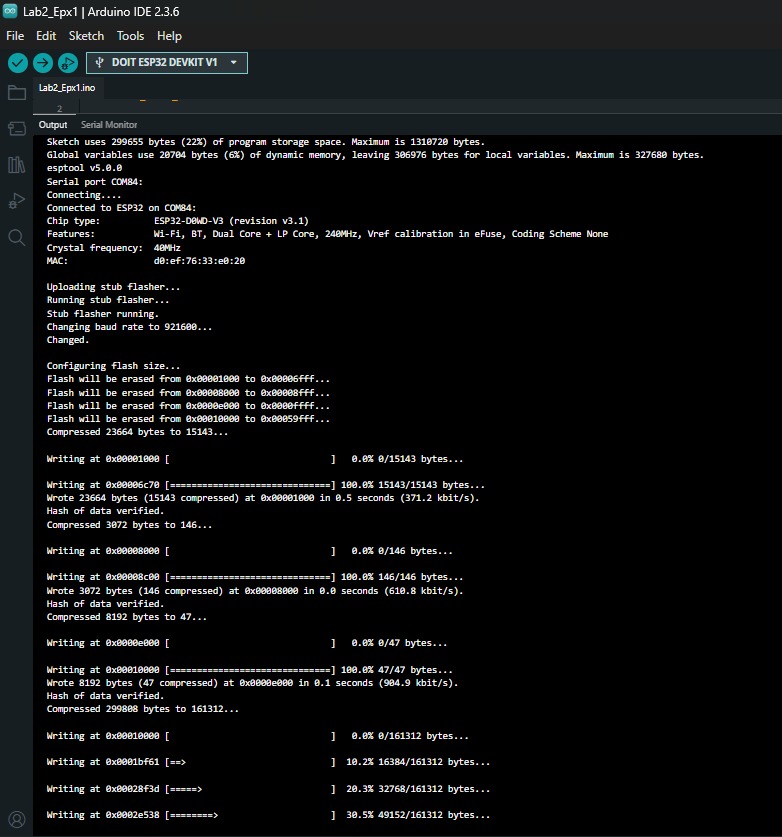 Lab2_Epx1 | Arduino IDE 2.3.6
File Edit Sketch Tools Help
DOIT ESP32 DEVKIT V1
Lab2_Epx1.ino
2
Output Serial Monitor
Sketch uses 299655 bytes (22%) of program storage space. Maximum is 1310720 bytes.
Global variables use 20704 bytes (6%) of dynamic memory, leaving 306976 bytes for local variables. Maximum is 327680 bytes.
esptool v5.0.0
Serial port COM84:
Connecting....
Connected to ESP32 on COM84:
Chip type:          ESP32-D0WD-V3 (revision v3.1)
Features:           Wi-Fi, BT, Dual Core + LP Core, 240MHz, Vref calibration in eFuse, Coding Scheme None
Crystal frequency:  40MHz
MAC:                d0:ef:76:33:e0:20
Uploading stub flasher...
Running stub flasher...
Stub flasher running.
Changing baud rate to 921600...
Changed.
Configuring flash size...
Flash will be erased from 0x00001000 to 0x00006fff...
Flash will be erased from 0x00008000 to 0x00008fff...
Flash will be erased from 0x0000e000 to 0x0000ffff...
Flash will be erased from 0x00010000 to 0x00059fff...
Compressed 23664 bytes to 15143...
Writing at 0x00001000 [                              ]   0.0% 0/15143 bytes...
Writing at 0x00006c70 [==============================] 100.0% 15143/15143 bytes...
Wrote 23664 bytes (15143 compressed) at 0x00001000 in 0.5 seconds (371.2 kbit/s).
Hash of data verified.
Compressed 3072 bytes to 146...
Writing at 0x00008000 [                              ]   0.0% 0/146 bytes...
Writing at 0x00008c00 [==============================] 100.0% 146/146 bytes...
Wrote 3072 bytes (146 compressed) at 0x00008000 in 0.0 seconds (610.8 kbit/s).
Hash of data verified.
Compressed 8192 bytes to 47...
Writing at 0x0000e000 [                              ]   0.0% 0/47 bytes...
Writing at 0x00010000 [==============================] 100.0% 47/47 bytes...
Wrote 8192 bytes (47 compressed) at 0x0000e000 in 0.1 seconds (904.9 kbit/s).
Hash of data verified.
Compressed 299808 bytes to 161312...
Writing at 0x00010000 [                              ]   0.0% 0/161312 bytes...
Writing at 0x0001bf61 [==>                           ]  10.2% 16384/161312 bytes...
Writing at 0x00028f3d [=====>                        ]  20.3% 32768/161312 bytes...
Writing at 0x0002e538 [========>                     ]  30.5% 49152/161312 bytes...